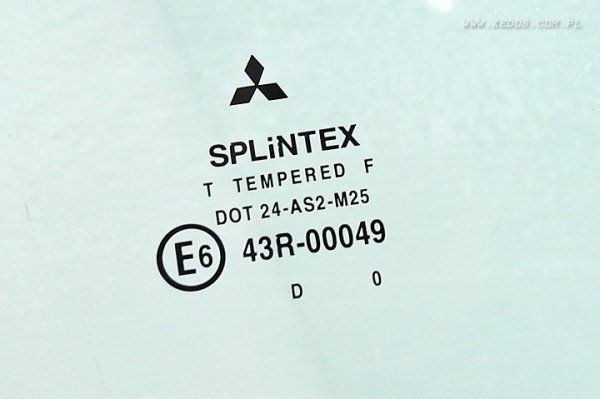 WWW.XEDOS.COM.PL
SPLiNTEX
T TEMPERED F
DOT 24-AS2-M25
E6 43R-00049
D 0